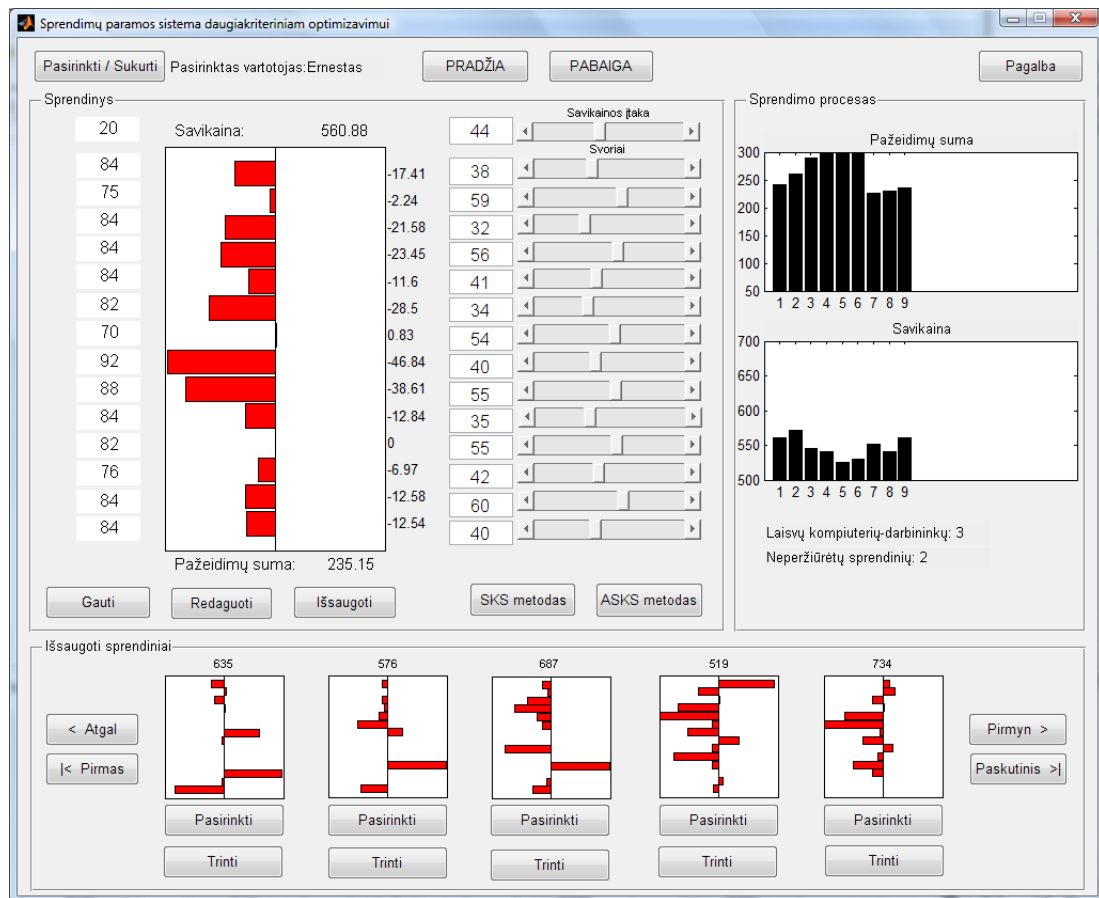 Sprendimų paramos sistema daugiakriteriniam optimizavimui
Pasirinkti / Sukurti Pasirinktas vartotojas:Ernestas PRADŽIA PABAIGA Pagalba
Sprendinys
20 Savikaina: 560.88 44 Savikainos įtaka
Svoriai
84 -17.41 38
75 -2.24 59
84 -21.58 32
84 -23.45 56
84 -11.6 41
82 -28.5 34
70 0.83 54
92 -46.84 40
88 -38.61 55
84 -12.84 35
82 0 55
76 -6.97 42
84 -12.58 60
84 -12.54 40
Pažeidimų suma: 235.15
Gauti Redaguoti Išsaugoti SKS metodas ASKS metodas
Sprendimo procesas
Pažeidimų suma
300
250
200
150
100
50
1 2 3 4 5 6 7 8 9
Savikaina
700
650
600
550
500
1 2 3 4 5 6 7 8 9
Laisvų kompiuterių-darbininkų: 3
Neperžiūrėtų sprendinių: 2
Išsaugoti sprendiniai
635 576 687 519 734
< Atgal Pirmyn >
|< Pirmas Paskutinis >|
Pasirinkti Pasirinkti Pasirinkti Pasirinkti Pasirinkti
Trinti Trinti Trinti Trinti Trinti